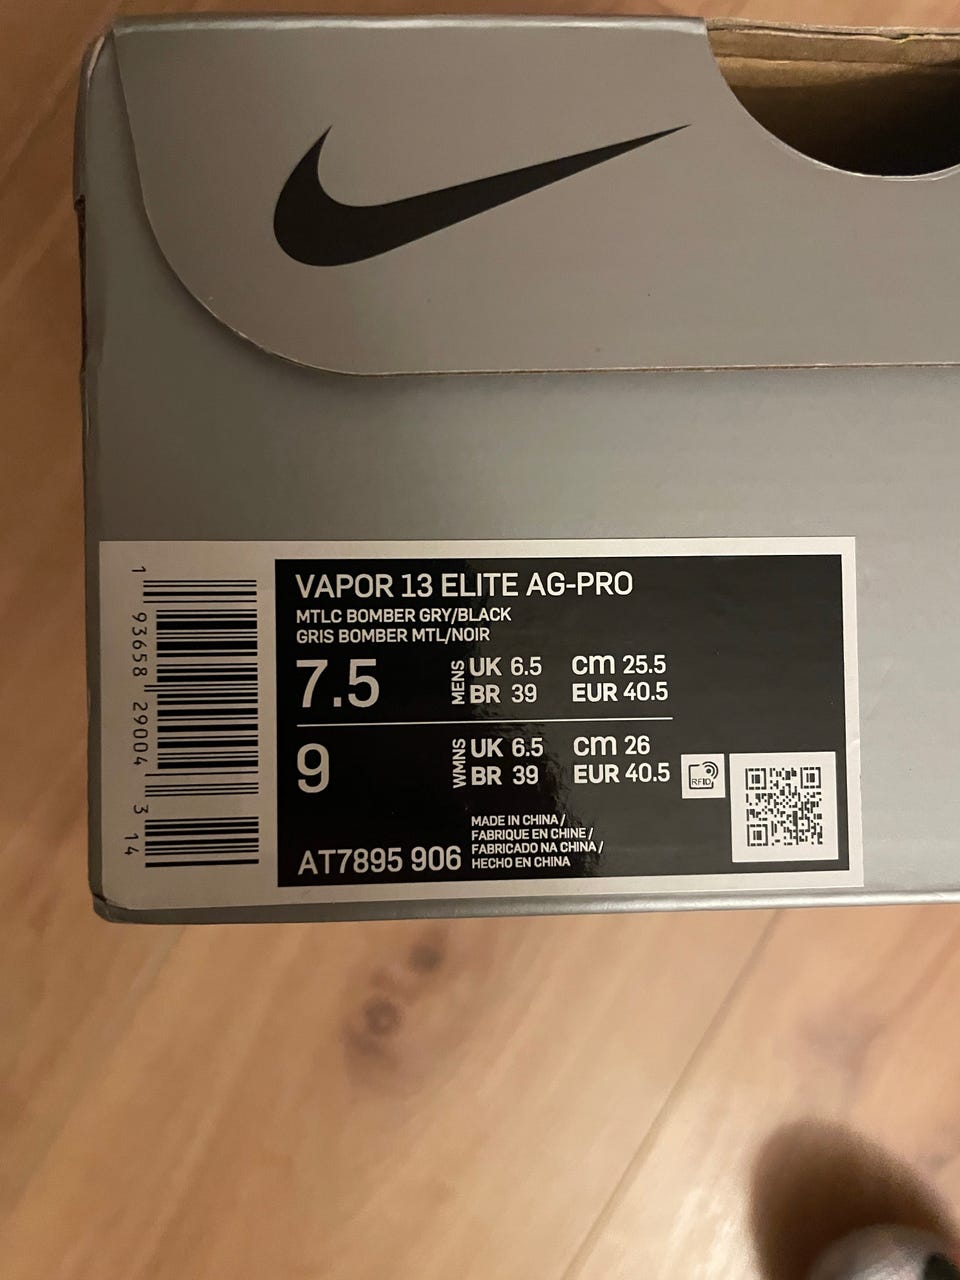 VAPOR 13 ELITE AG-PRO
MTLC BOMBER GRY/BLACK
GRIS BOMBER MTL/NOIR
7.5 MENS UK 6.5 cm 25.5
BR 39 EUR 40.5
9 WMNS UK 6.5 cm 26
BR 39 EUR 40.5
RFID
MADE IN CHINA /
FABRIQUE EN CHINE /
FABRICADO NA CHINA /
HECHO EN CHINA
AT7895 906
1 93658 29004 3 14